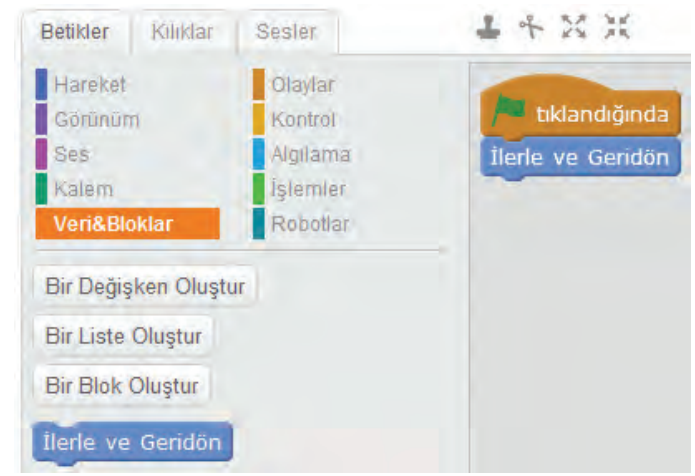 Betikler Kılıklar Sesler
Hareket Olaylar
Görünüm Kontrol
Ses Algılama
Kalem İşlemler
Veri&Bloklar Robotlar
Bir Değişken Oluştur
Bir Liste Oluştur
Bir Blok Oluştur
İlerle ve Geridön
tıklandığında
İlerle ve Geridön